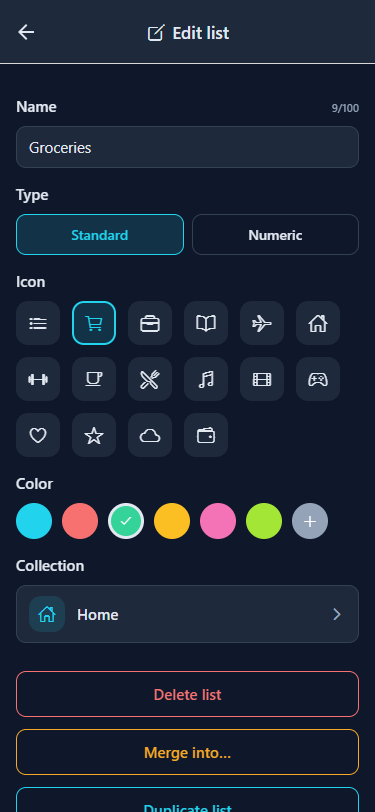 Edit list
Name 9/100
Groceries
Type
Standard Numeric
Icon
Color
Collection
Home
Delete list
Merge into...
Duplicate list